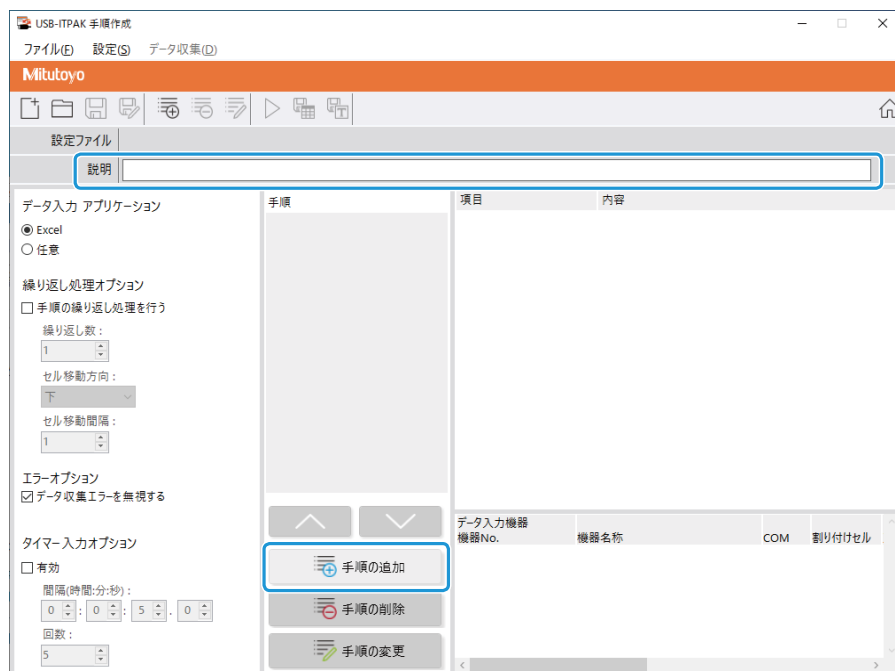 USB-ITPAK 手順作成
ファイル(F) 設定(S) データ収集(D)
Mitutoyo
設定ファイル
説明
データ入力 アプリケーション
Excel
任意
繰り返し処理オプション
手順の繰り返し処理を行う
繰り返し数 :
1
セル移動方向 :
下
セル移動間隔 :
1
エラーオプション
データ収集エラーを無視する
タイマー入力オプション
有効
間隔(時間:分:秒) :
0 : 0 : 5 . 0
回数 :
5
手順
手順の追加
手順の削除
手順の変更
項目 内容
データ入力機器
機器No. 機器名称 COM 割り付けセル